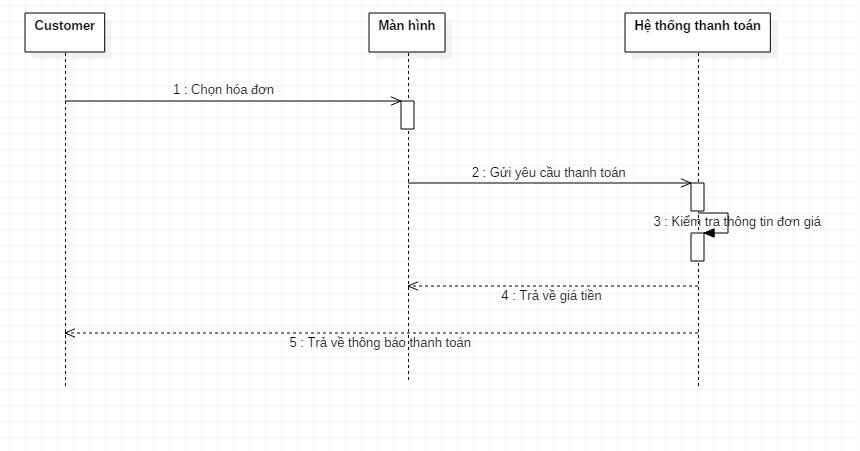 Customer
Màn hình
Hệ thống thanh toán
1 : Chọn hóa đơn
2 : Gửi yêu cầu thanh toán
3 : Kiểm tra thông tin đơn giá
4 : Trả về giá tiền
5 : Trả về thông báo thanh toán